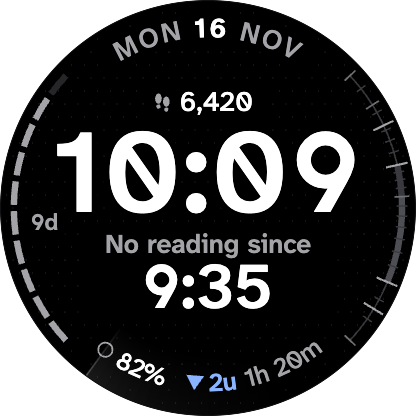 MON 16 NOV
6,420
10:09
9d
No reading since
9:35
82% ▼2u 1h 20m